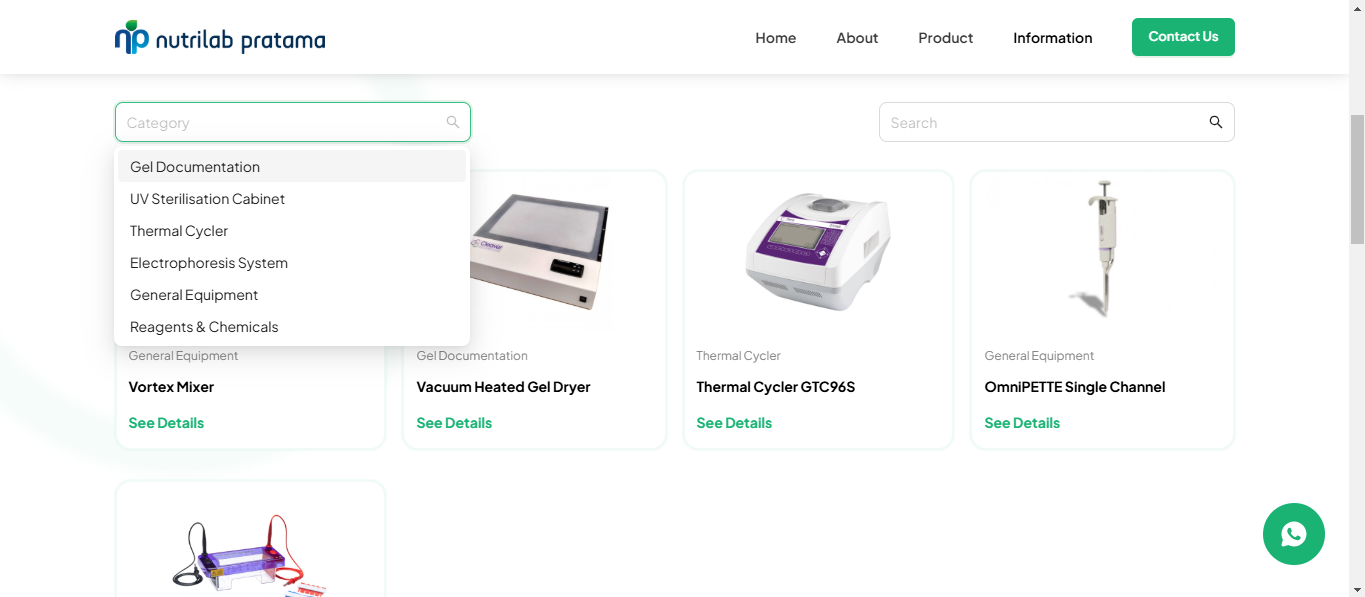 nutrilab pratama
Home
About
Product
Information
Contact Us
Category
Search
Gel Documentation
UV Sterilisation Cabinet
Thermal Cycler
Electrophoresis System
General Equipment
Reagents & Chemicals
General Equipment
Vortex Mixer
See Details
Cleaver
Gel Documentation
Vacuum Heated Gel Dryer
See Details
Thermal Cycler
Thermal Cycler GTC96S
See Details
General Equipment
OmniPETTE Single Channel
See Details